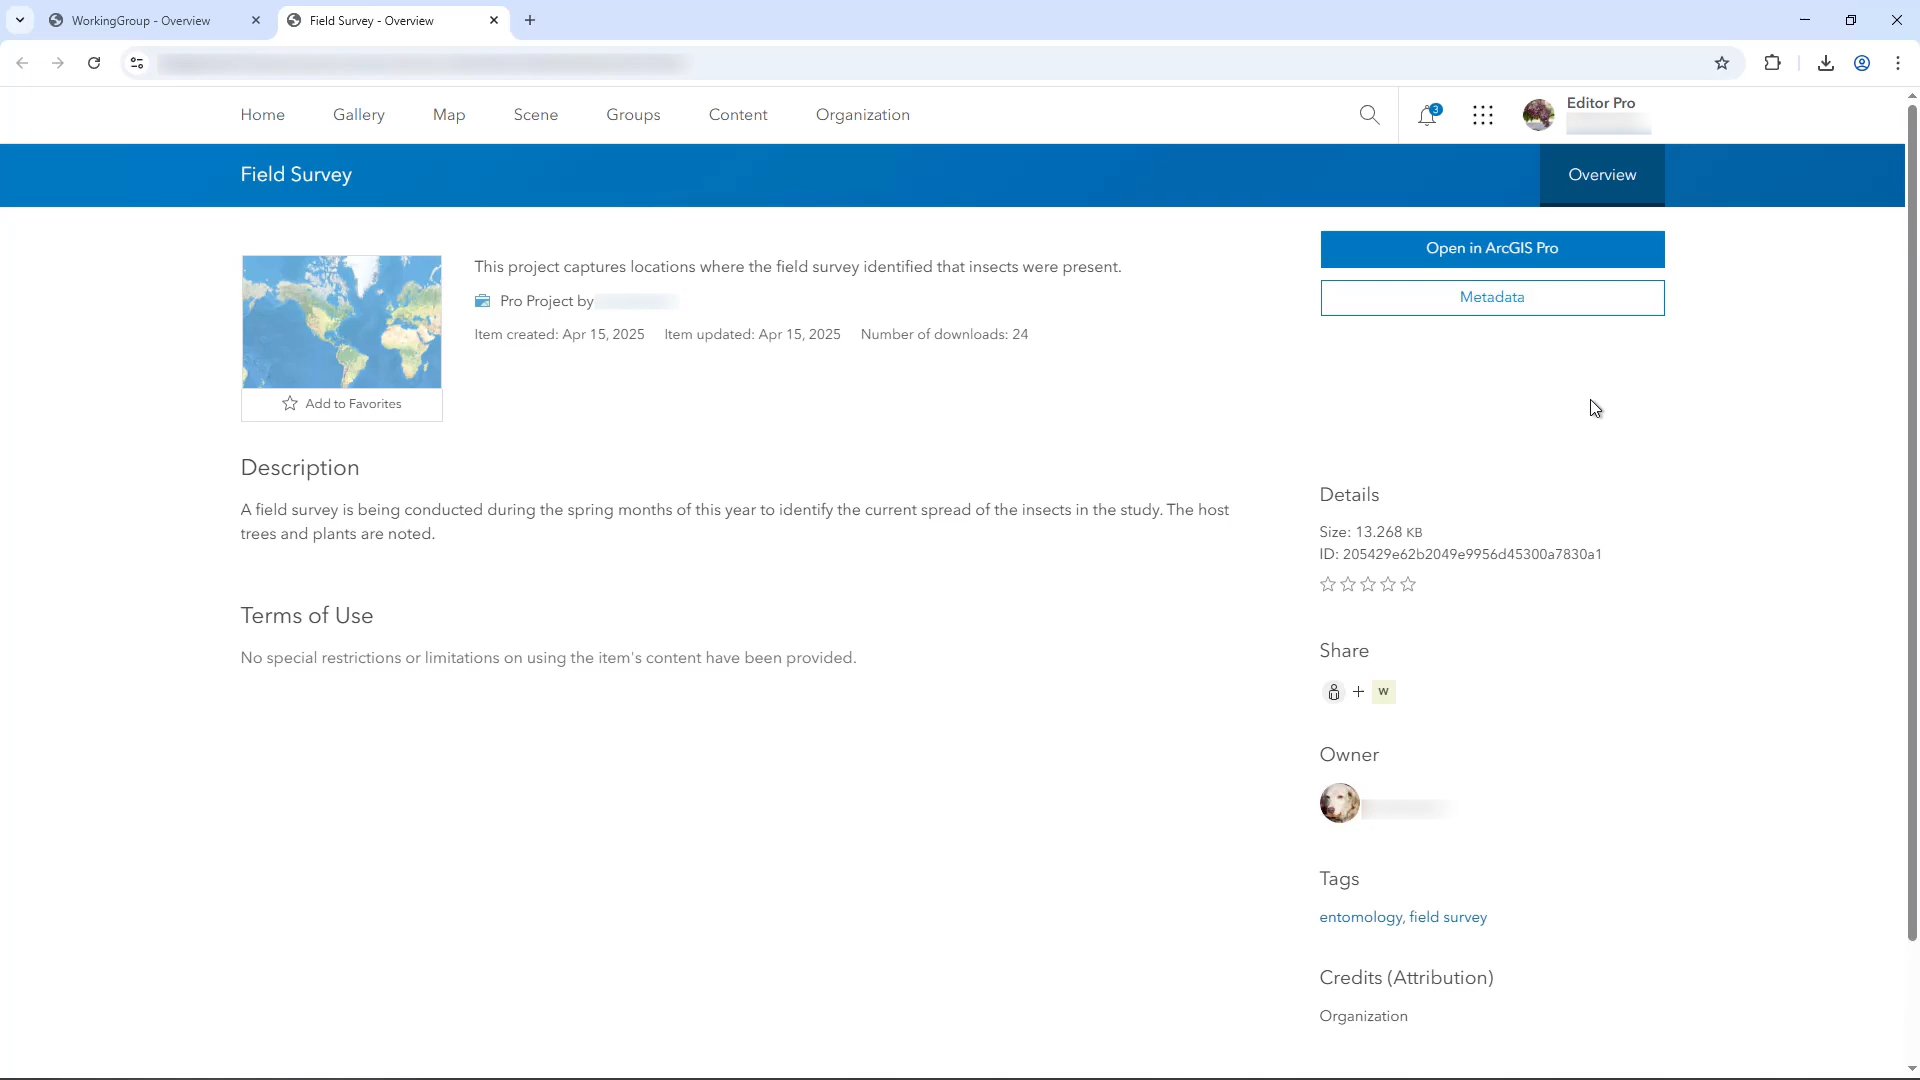 WorkingGroup - Overview
Field Survey - Overview
Home Gallery Map Scene Groups Content Organization
3
Editor Pro
Field Survey
Overview
Open in ArcGIS Pro
Metadata
This project captures locations where the field survey identified that insects were present.
Pro Project by
Item created: Apr 15, 2025 Item updated: Apr 15, 2025 Number of downloads: 24
Add to Favorites
Description
A field survey is being conducted during the spring months of this year to identify the current spread of the insects in the study. The host
trees and plants are noted.
Terms of Use
No special restrictions or limitations on using the item's content have been provided.
Details
Size: 13.268 KB
ID: 205429e62b2049e9956d45300a7830a1
Share
+ W
Owner
Tags
entomology, field survey
Credits (Attribution)
Organization